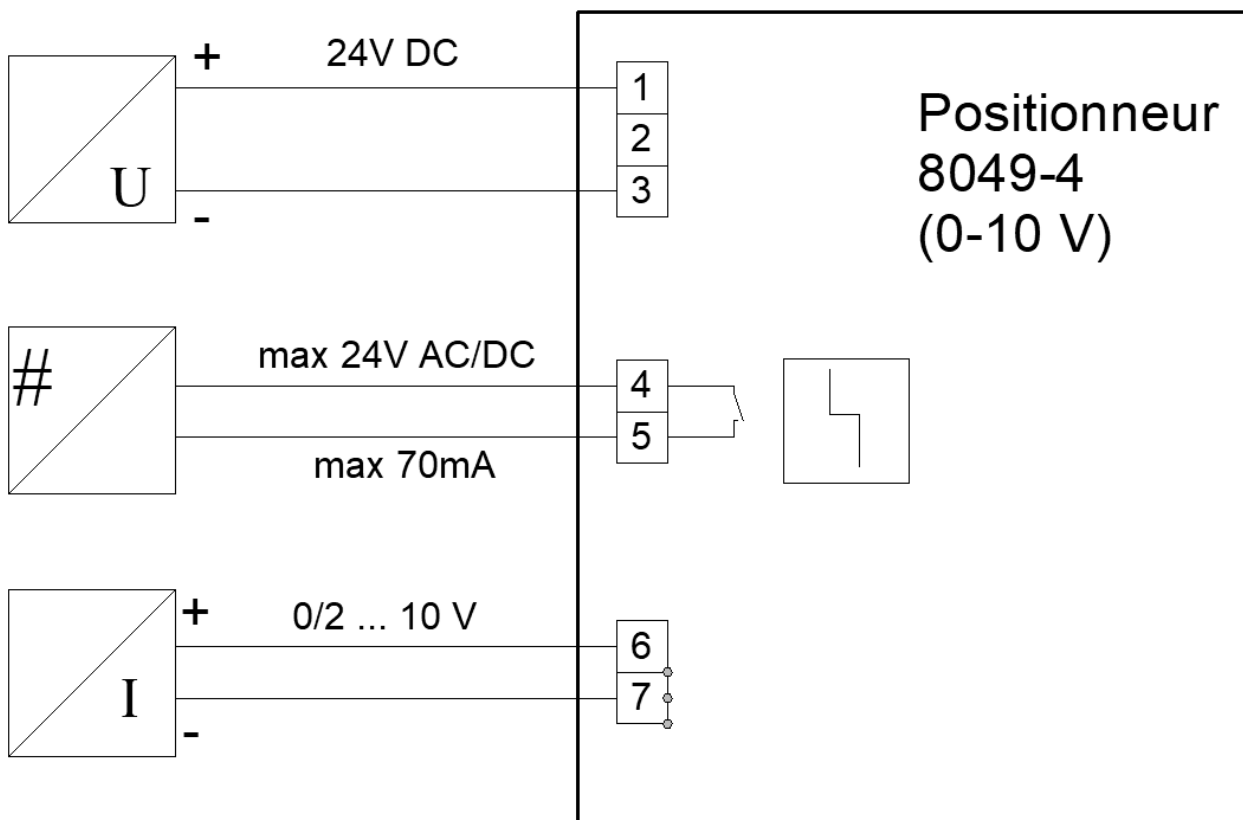 + 24V DC
U
-
1
2
3
Positionneur
8049-4
(0-10 V)
#
max 24V AC/DC
max 70mA
4
5
+ 0/2 ... 10 V
I
-
6
7